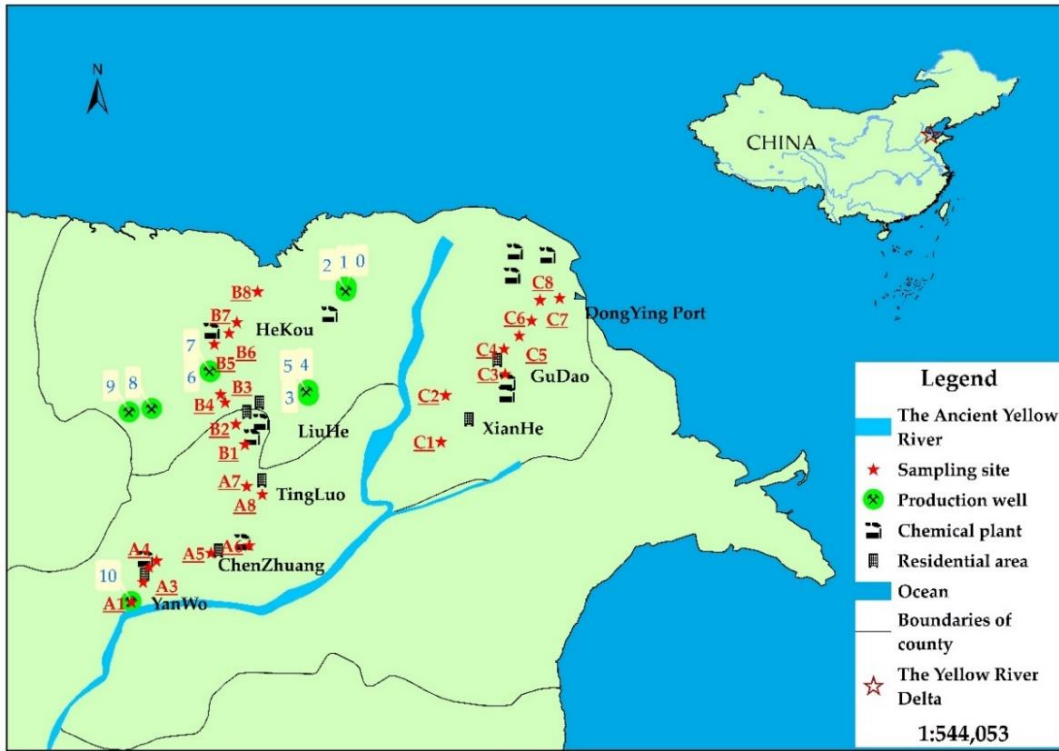 N
CHINA
2 1 0
B8
C8
DongYing Port
B7
HeKou
C6
C7
7
B6
C4
C5
B5
6
5 4
C3
GuDao
9 8
B3
3
C2
B4
B2
LiuHe
XianHe
B1
C1
A7
TingLuo
A8
A4
A5
A6
ChenZhuang
10
A3
A1
YanWo
Legend
The Ancient Yellow
River
Sampling site
Production well
Chemical plant
Residential area
Ocean
Boundaries of
county
The Yellow River
Delta
1:544,053